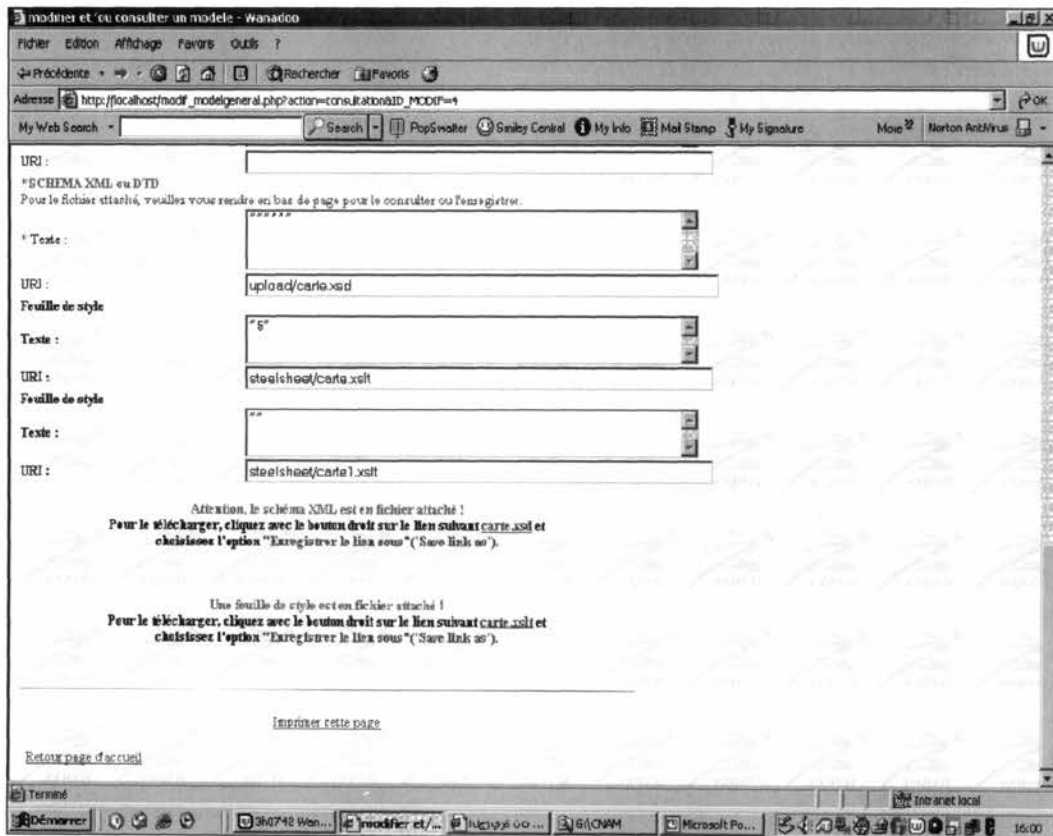 modifier et/ou consulter un modele - Wanadoo
Fichier Edition Affichage Favoris Outils ?
Précédente Rechercher Favoris
Adresse http://localhost/modif_modelgeneral.php?action=consultation&ID_MODIF=4 OK
My Web Search Search PopSwatter Smiley Central My Info Mail Stamp My Signature More Norton AntiVirus
URI :
*SCHEMA XML ou DTD
Pour le fichier attaché, veuillez vous rendre en bas de page pour le consulter ou l'enregistrer.
* Texte : """"""
URI : upload/carte.xsd
Feuille de style
Texte : "§"
URI : steelsheet/carte.xslt
Feuille de style
Texte : ""
URI : steelsheet/carte1.xslt
Attention, le schéma XML est en fichier attaché !
Pour le télécharger, cliquez avec le bouton droit sur le lien suivant carte.xsd et
choisissez l'option "Enregistrer le lien sous"('Save link as').
Une feuille de style est en fichier attaché !
Pour le télécharger, cliquez avec le bouton droit sur le lien suivant carte.xslt et
choisissez l'option "Enregistrer le lien sous"('Save link as').
Imprimer cette page
Retour page d'accueil
Terminé Intranet local
Démarrer 3h07'42 Wan... modifier et/... G:\CNAM Microsoft Po... 16:00